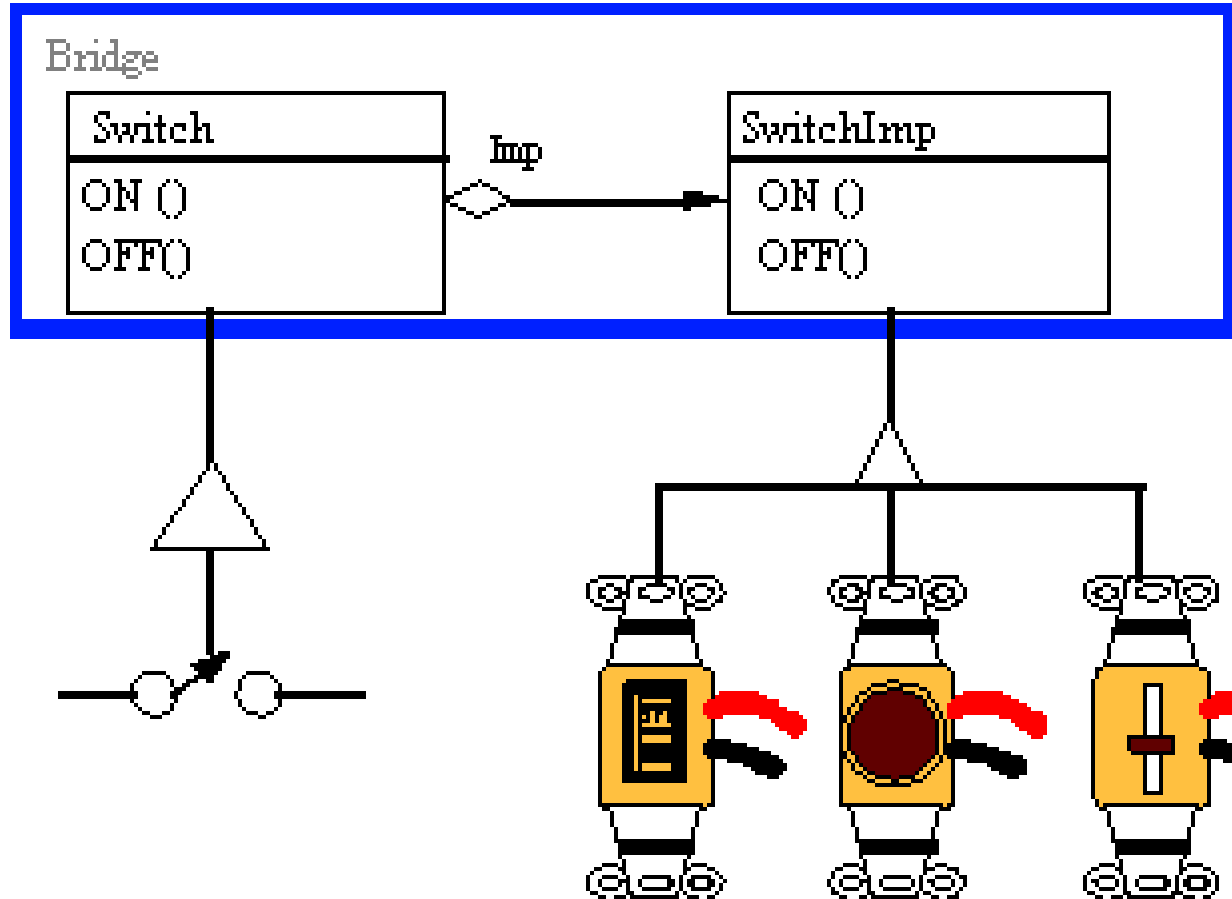 Bridge
Switch
Imp
SwitchImp
ON ()
OFF()
ON ()
OFF()